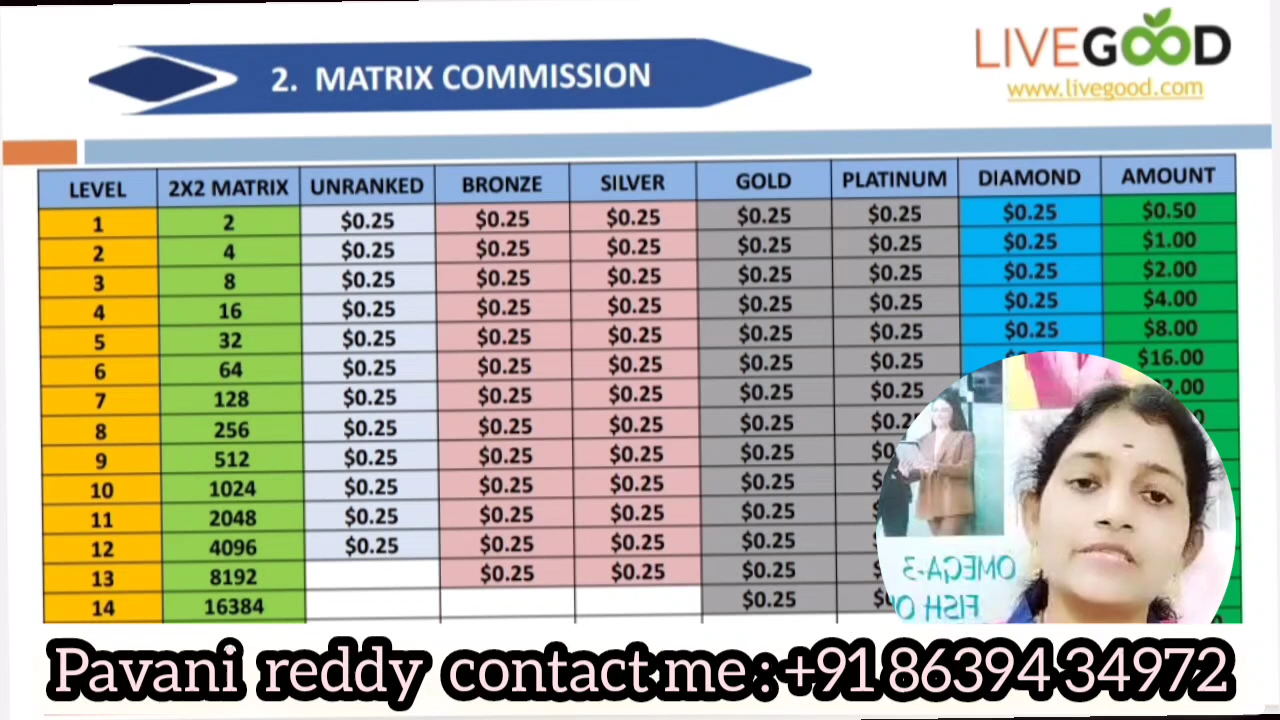 2. MATRIX COMMISSION
LIVEGOOD
www.livegood.com
LEVEL 2X2 MATRIX UNRANKED BRONZE SILVER GOLD PLATINUM DIAMOND AMOUNT
1 2 $0.25 $0.25 $0.25 $0.25 $0.25 $0.25 $0.50
2 4 $0.25 $0.25 $0.25 $0.25 $0.25 $0.25 $1.00
3 8 $0.25 $0.25 $0.25 $0.25 $0.25 $0.25 $2.00
4 16 $0.25 $0.25 $0.25 $0.25 $0.25 $0.25 $4.00
5 32 $0.25 $0.25 $0.25 $0.25 $0.25 $0.25 $8.00
6 64 $0.25 $0.25 $0.25 $0.25 $0.25 $16.00
7 128 $0.25 $0.25 $0.25 $0.25 $0.25
8 256 $0.25 $0.25 $0.25 $0.25
9 512 $0.25 $0.25 $0.25 $0.25
10 1024 $0.25 $0.25 $0.25 $0.25
11 2048 $0.25 $0.25 $0.25 $0.25
12 4096 $0.25 $0.25 $0.25 $0.25
13 8192 $0.25 $0.25 $0.25
14 16384 $0.25
OMEGA-3
FISH
Pavani reddy contact me : +91 86394 34972